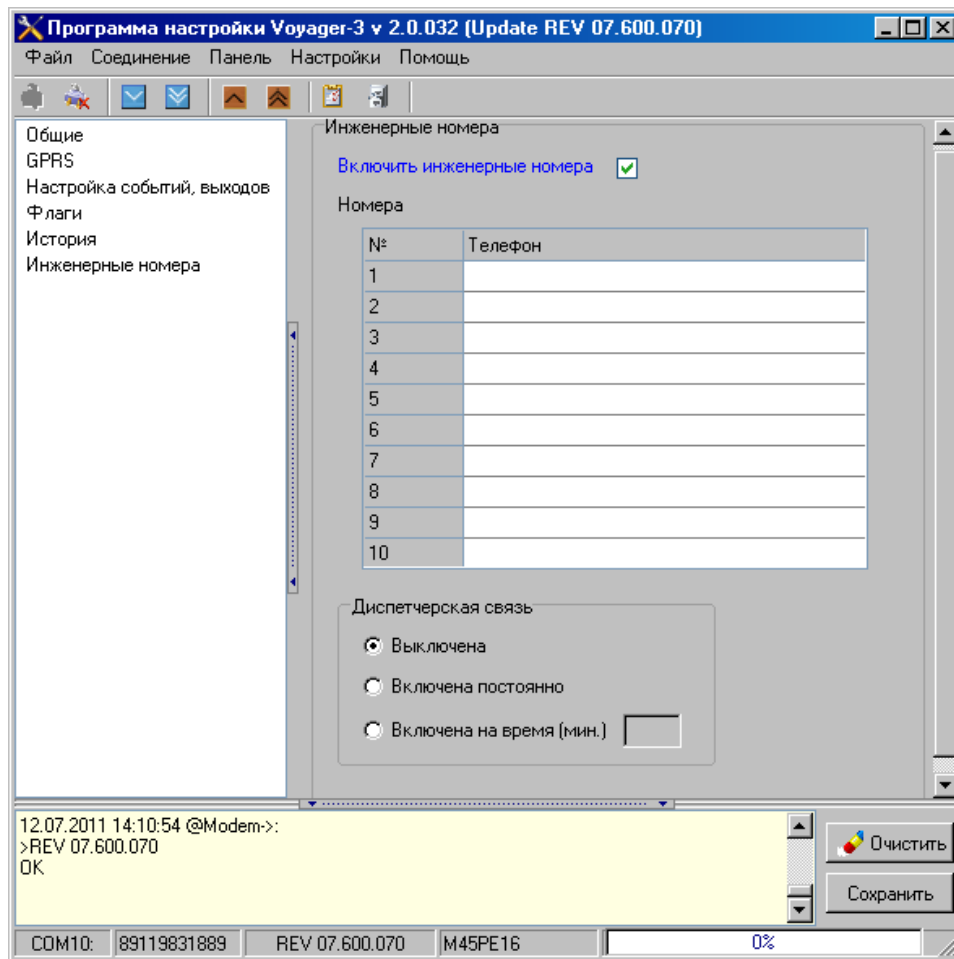 Программа настройки Voyager-3 v 2.0.032 (Update REV 07.600.070)
Файл Соединение Панель Настройки Помощь
Общие
GPRS
Настройка событий, выходов
Флаги
История
Инженерные номера
Инженерные номера
Включить инженерные номера
Номера
№ Телефон
1
2
3
4
5
6
7
8
9
10
Диспетчерская связь
Выключена
Включена постоянно
Включена на время (мин.)
12.07.2011 14:10:54 @Modem->:
>REV 07.600.070
OK
Очистить
Сохранить
COM10: 89119831889 REV 07.600.070 M45PE16 0%